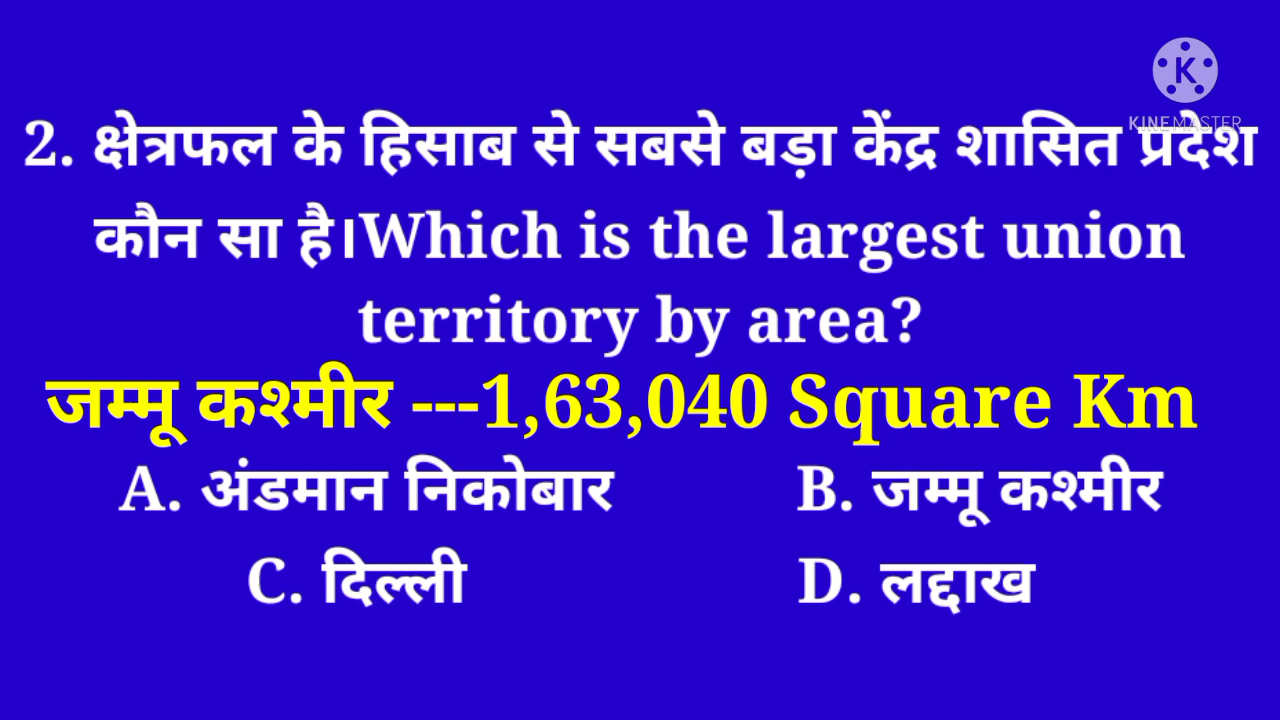 K
KINEMASTER
2. क्षेत्रफल के हिसाब से सबसे बड़ा केंद्र शासित प्रदेश
कौन सा है।Which is the largest union
territory by area?
जम्मू कश्मीर ---1,63,040 Square Km
A. अंडमान निकोबार B. जम्मू कश्मीर
C. दिल्ली D. लद्दाख